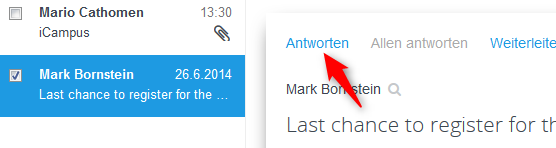 Mario Cathomen 13:30
iCampus
Mark Bornstein 26.6.2014
Last chance to register for the ...
Antworten Allen antworten Weiterleite
Mark Bornstein
Last chance to register for th